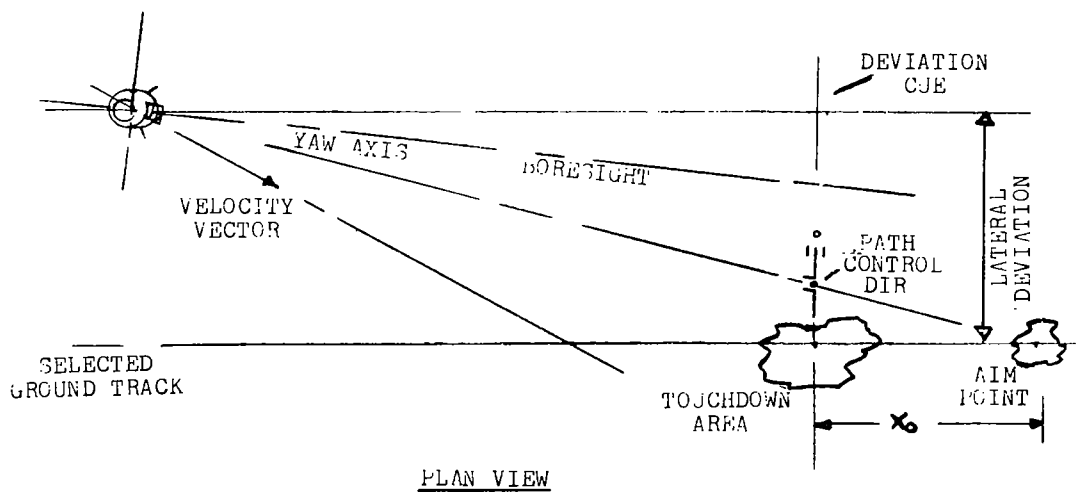 DEVIATION
CUE
YAW AXIS
BORESIGHT
VELOCITY
VECTOR
PATH
CONTROL
DIR
LATERAL
DEVIATION
SELECTED
GROUND TRACK
TOUCHDOWN
AREA
AIM
POINT
X₀
PLAN VIEW